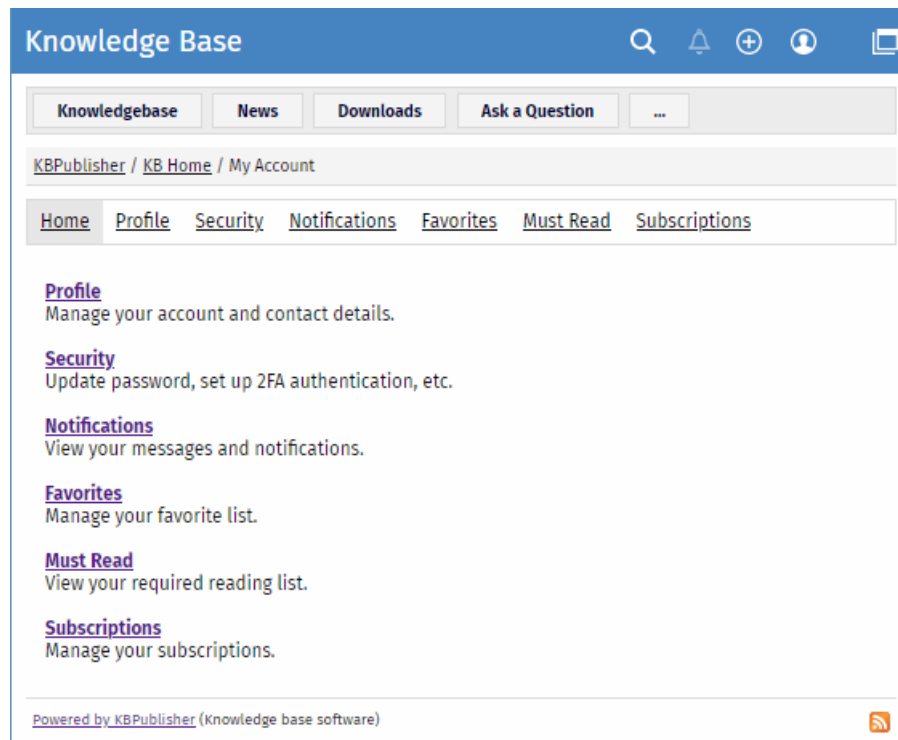 Knowledge Base
Knowledgebase News Downloads Ask a Question ...
KBPublisher / KB Home / My Account
Home Profile Security Notifications Favorites Must Read Subscriptions
Profile
Manage your account and contact details.
Security
Update password, set up 2FA authentication, etc.
Notifications
View your messages and notifications.
Favorites
Manage your favorite list.
Must Read
View your required reading list.
Subscriptions
Manage your subscriptions.
Powered by KBPublisher (Knowledge base software)